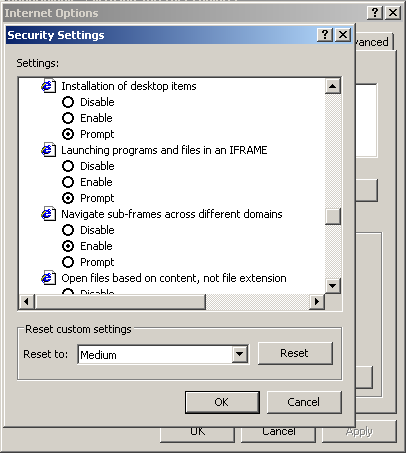 Internet Options
Security Settings
Advanced
Settings:
Installation of desktop items
Disable
Enable
Prompt
Launching programs and files in an IFRAME
Disable
Enable
Prompt
Navigate sub-frames across different domains
Disable
Enable
Prompt
Open files based on content, not file extension
Disable
Reset custom settings
Reset to:
Medium
Reset
OK
Cancel
OK
Cancel
Apply